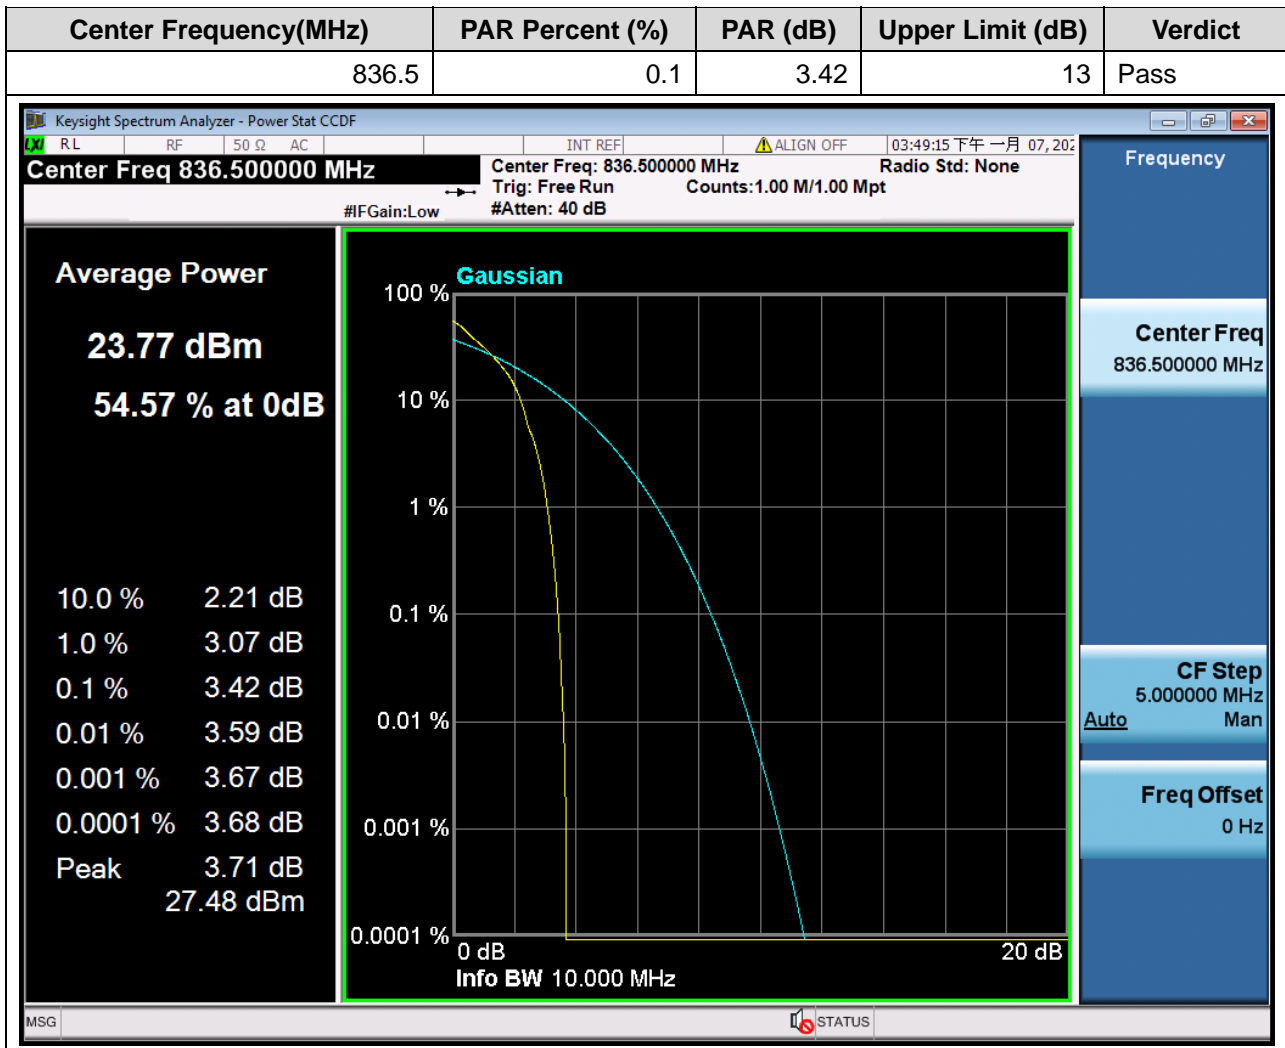 Center Frequency(MHz) PAR Percent (%) PAR (dB) Upper Limit (dB) Verdict
836.5 0.1 3.42 13 Pass
Keysight Spectrum Analyzer - Power Stat CCDF
LXI RL RF 50 Ω AC INT REF ALIGN OFF 03:49:15 下午 一月 07, 202
Center Freq 836.500000 MHz
Center Freq: 836.500000 MHz Radio Std: None
Trig: Free Run Counts:1.00 M/1.00 Mpt
#IFGain:Low #Atten: 40 dB
Average Power
23.77 dBm
54.57 % at 0dB
10.0 % 2.21 dB
1.0 % 3.07 dB
0.1 % 3.42 dB
0.01 % 3.59 dB
0.001 % 3.67 dB
0.0001 % 3.68 dB
Peak 3.71 dB
27.48 dBm
Gaussian
100 %
10 %
1 %
0.1 %
0.01 %
0.001 %
0.0001 %
0 dB 20 dB
Info BW 10.000 MHz
Frequency
Center Freq
836.500000 MHz
CF Step
5.000000 MHz
Auto Man
Freq Offset
0 Hz
MSG STATUS